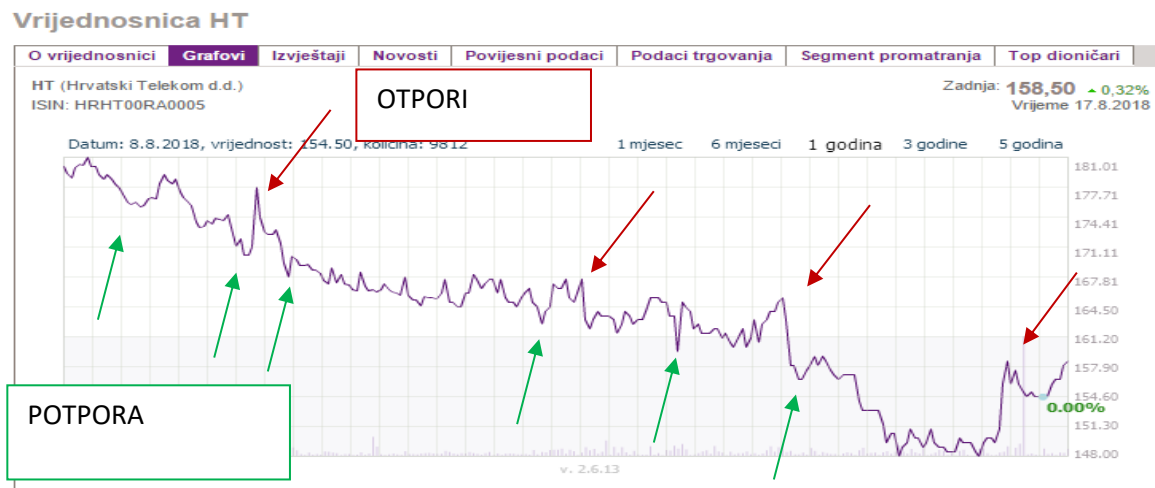 Vrijednosnica HT
O vrijednosnici Grafovi Izvještaji Novosti Povijesni podaci Podaci trgovanja Segment promatranja Top dioničari
HT (Hrvatski Telekom d.d.)
ISIN: HRHT00RA0005
Zadnja: 158,50 0,32%
Vrijeme 17.8.2018
OTPORI
Datum: 8.8.2018, vrijednost: 154.50, količina: 9812
1 mjesec 6 mjeseci 1 godina 3 godine 5 godina
181.01
177.71
174.41
171.11
167.81
164.50
161.20
157.90
154.60
0.00%
151.30
148.00
POTPORA
v. 2.6.13